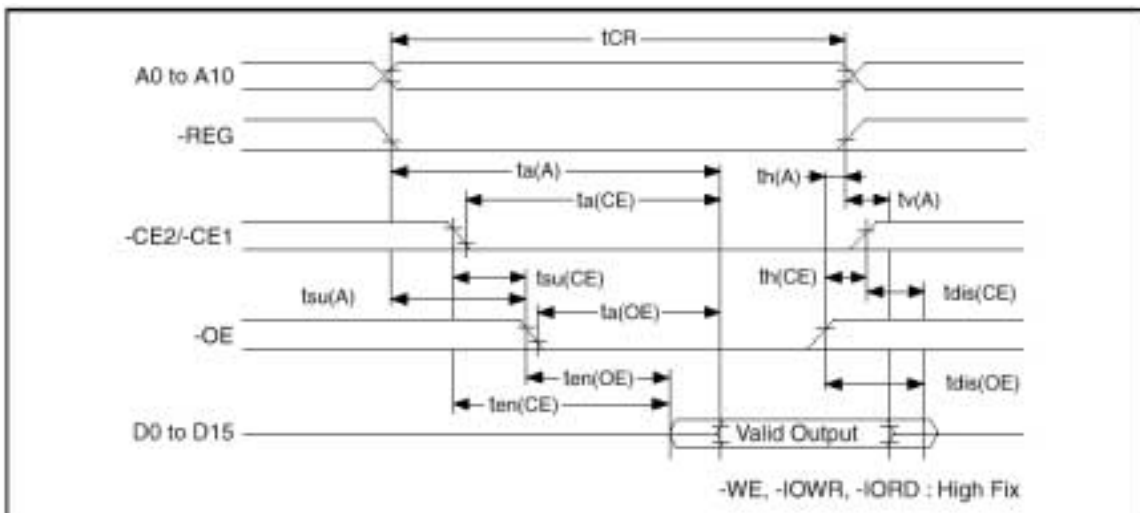 tCR
A0 to A10
-REG
ta(A)
th(A)
ta(CE)
tv(A)
-CE2/-CE1
tsu(CE)
th(CE)
tsu(A)
tdis(CE)
ta(OE)
-OE
ten(OE)
tdis(OE)
ten(CE)
D0 to D15
Valid Output
-WE, -IOWR, -IORD : High Fix